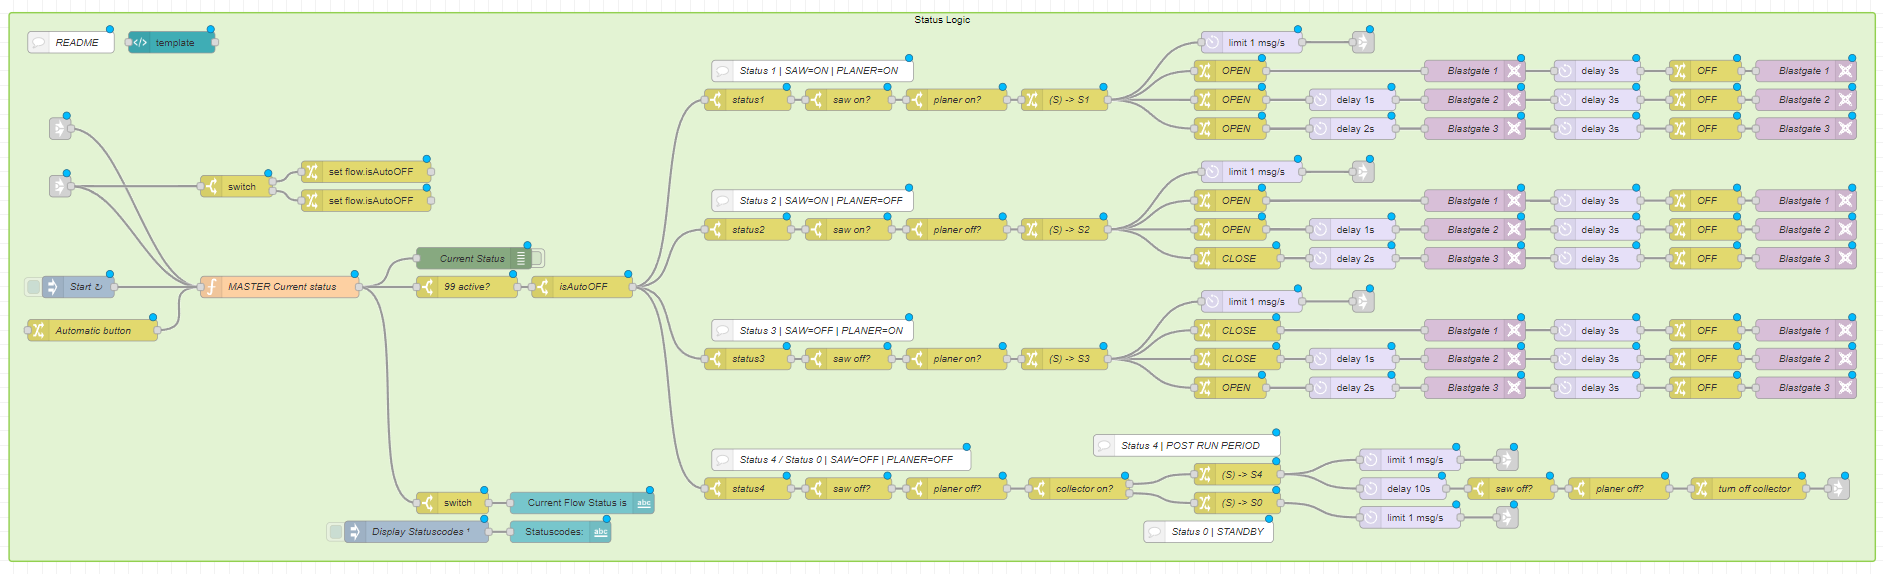 Status Logic
README
template
limit 1 msg/s
Status 1 | SAW=ON | PLANER=ON
OPEN
Blastgate 1
delay 3s
OFF
Blastgate 1
status1
saw on?
planer on?
(S) -> S1
OPEN
delay 1s
Blastgate 2
delay 3s
OFF
Blastgate 2
OPEN
delay 2s
Blastgate 3
delay 3s
OFF
Blastgate 3
switch
set flow.isAutoOFF
set flow.isAutoOFF
limit 1 msg/s
Status 2 | SAW=ON | PLANER=OFF
OPEN
Blastgate 1
delay 3s
OFF
Blastgate 1
status2
saw on?
planer off?
(S) -> S2
OPEN
delay 1s
Blastgate 2
delay 3s
OFF
Blastgate 2
CLOSE
delay 2s
Blastgate 3
delay 3s
OFF
Blastgate 3
Current Status
Start ↻
MASTER Current status
99 active?
isAutoOFF
Automatic button
limit 1 msg/s
Status 3 | SAW=OFF | PLANER=ON
CLOSE
Blastgate 1
delay 3s
OFF
Blastgate 1
status3
saw off?
planer on?
(S) -> S3
CLOSE
delay 1s
Blastgate 2
delay 3s
OFF
Blastgate 2
OPEN
delay 2s
Blastgate 3
delay 3s
OFF
Blastgate 3
Status 4 | POST RUN PERIOD
Status 4 / Status 0 | SAW=OFF | PLANER=OFF
(S) -> S4
limit 1 msg/s
status4
saw off?
planer off?
collector on?
delay 10s
saw off?
planer off?
turn off collector
(S) -> S0
limit 1 msg/s
Status 0 | STANDBY
switch
Current Flow Status is
abc
Display Statuscodes ¹
Statuscodes:
abc